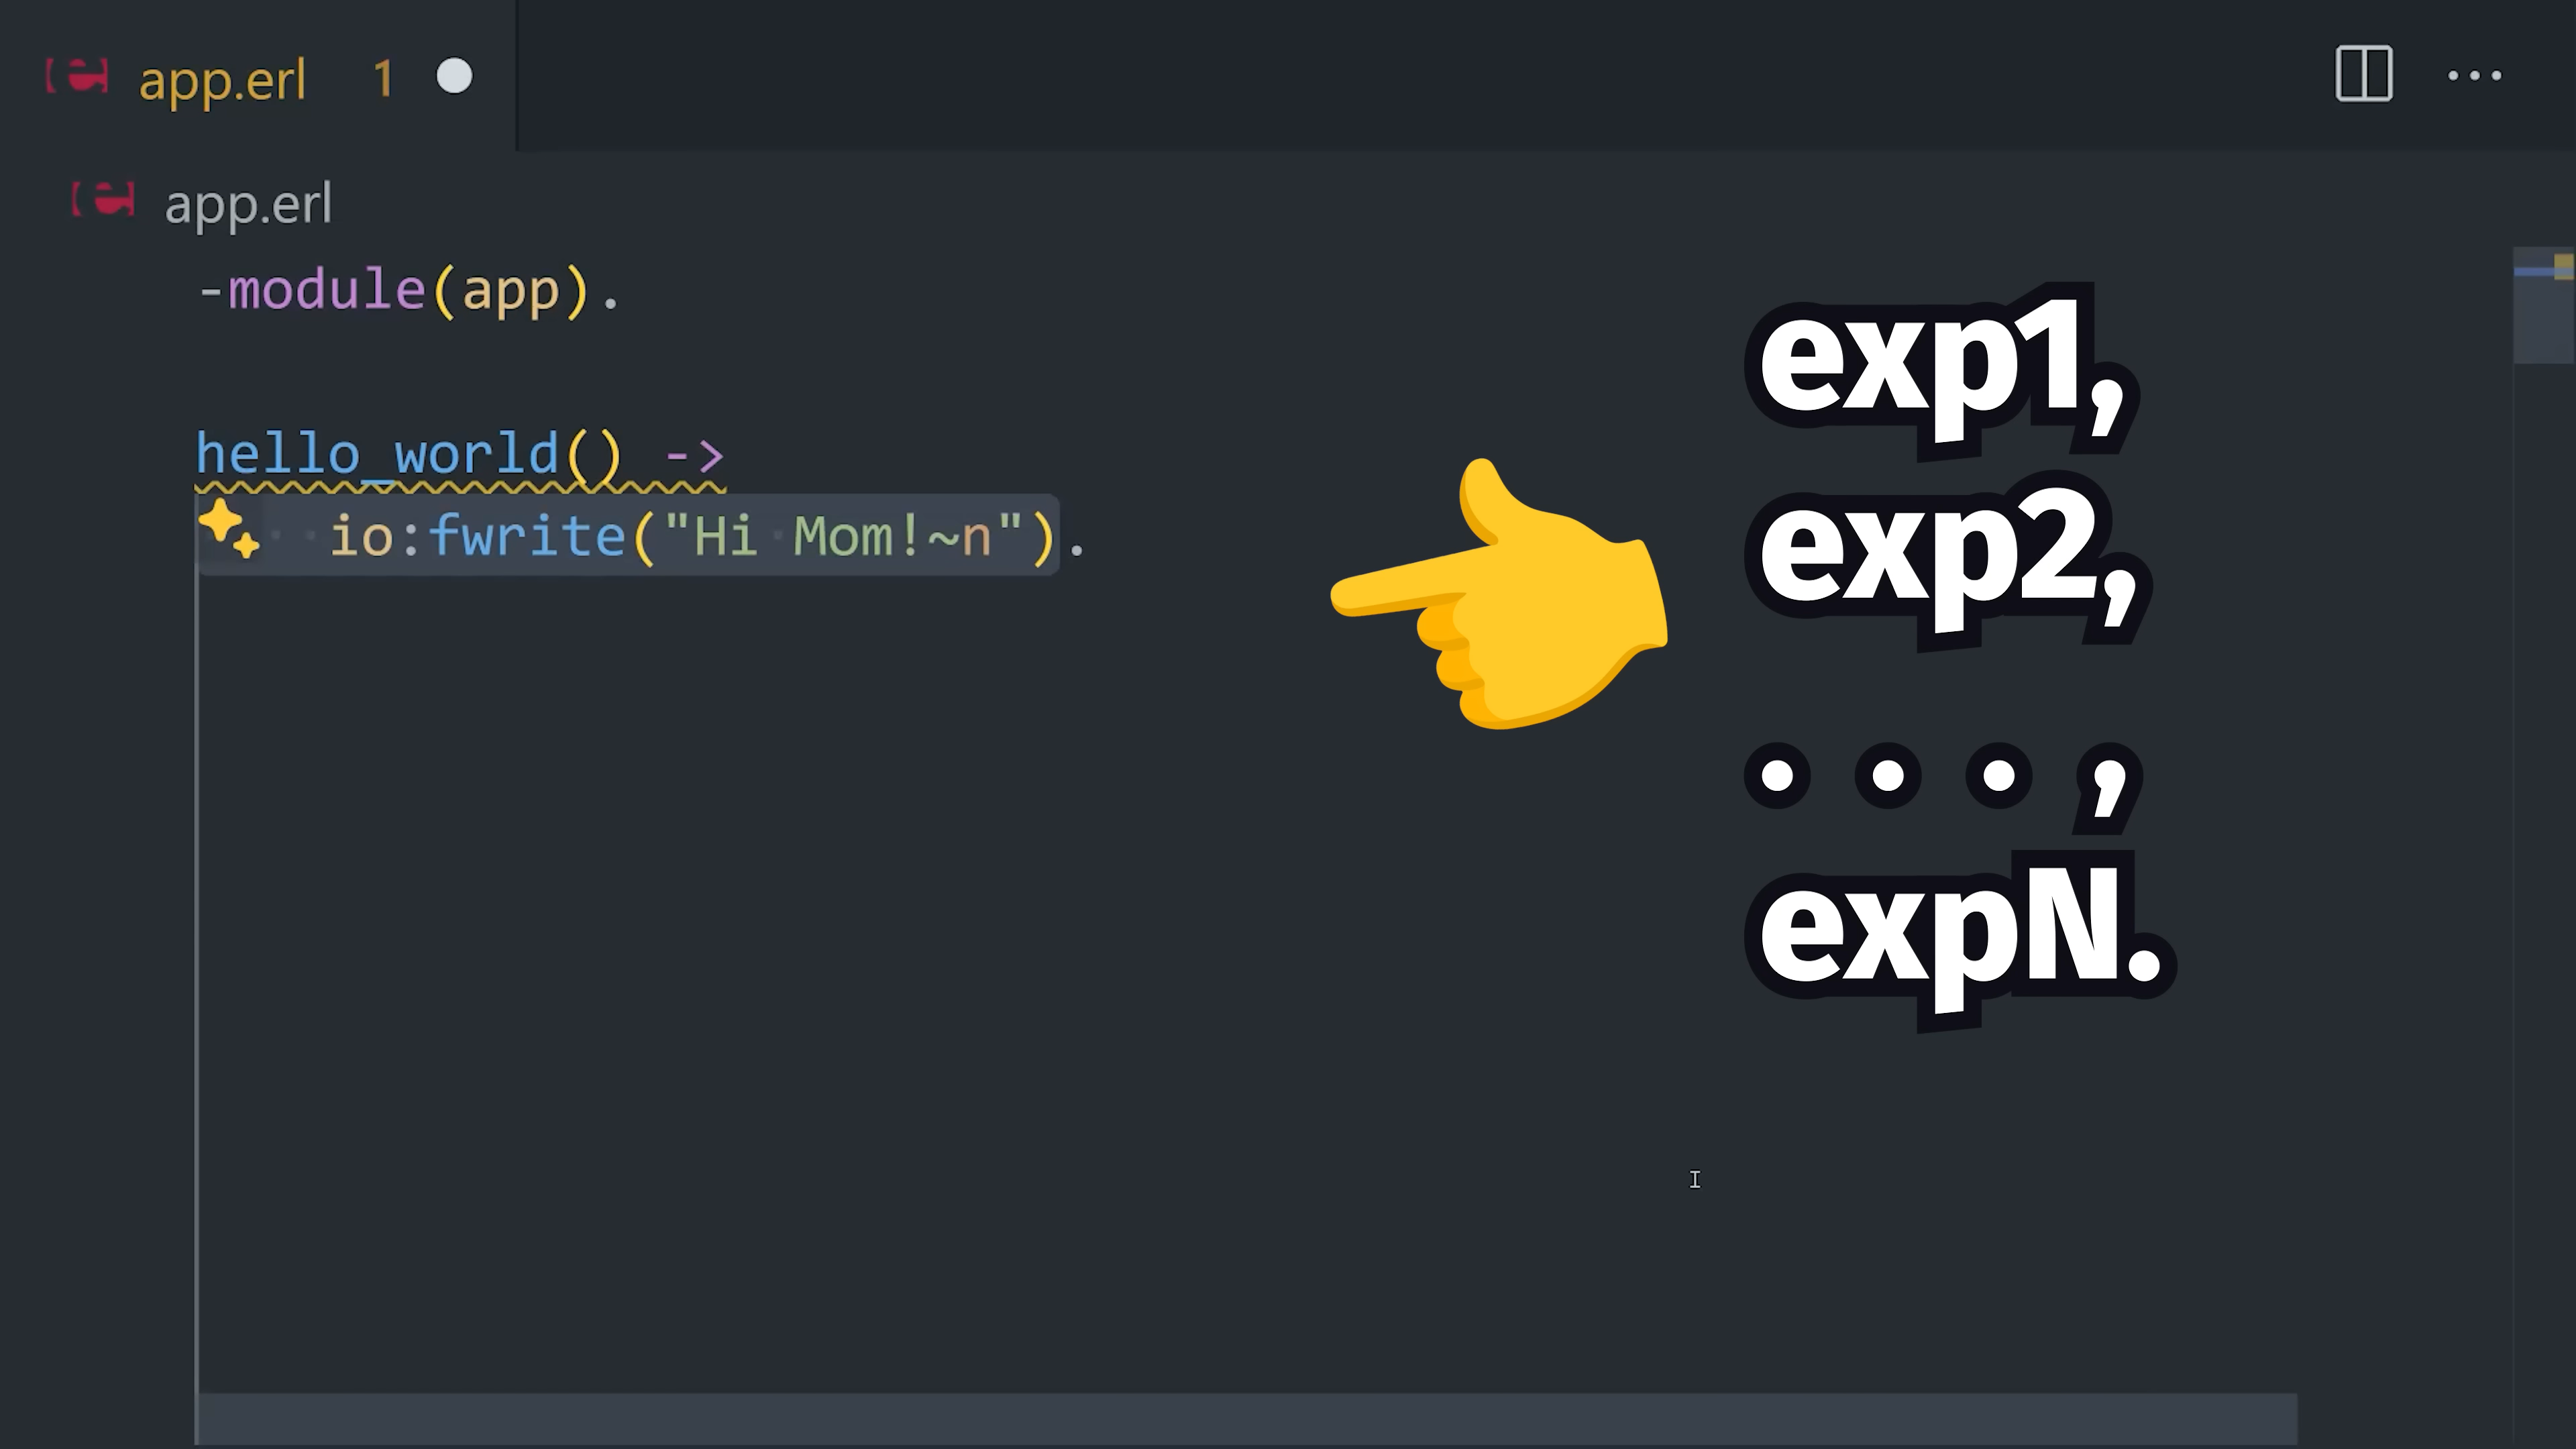 app.erl 1
app.erl
-module(app).
hello_world() ->
io:fwrite("Hi Mom!~n").
exp1,
exp2,
...,
expN.